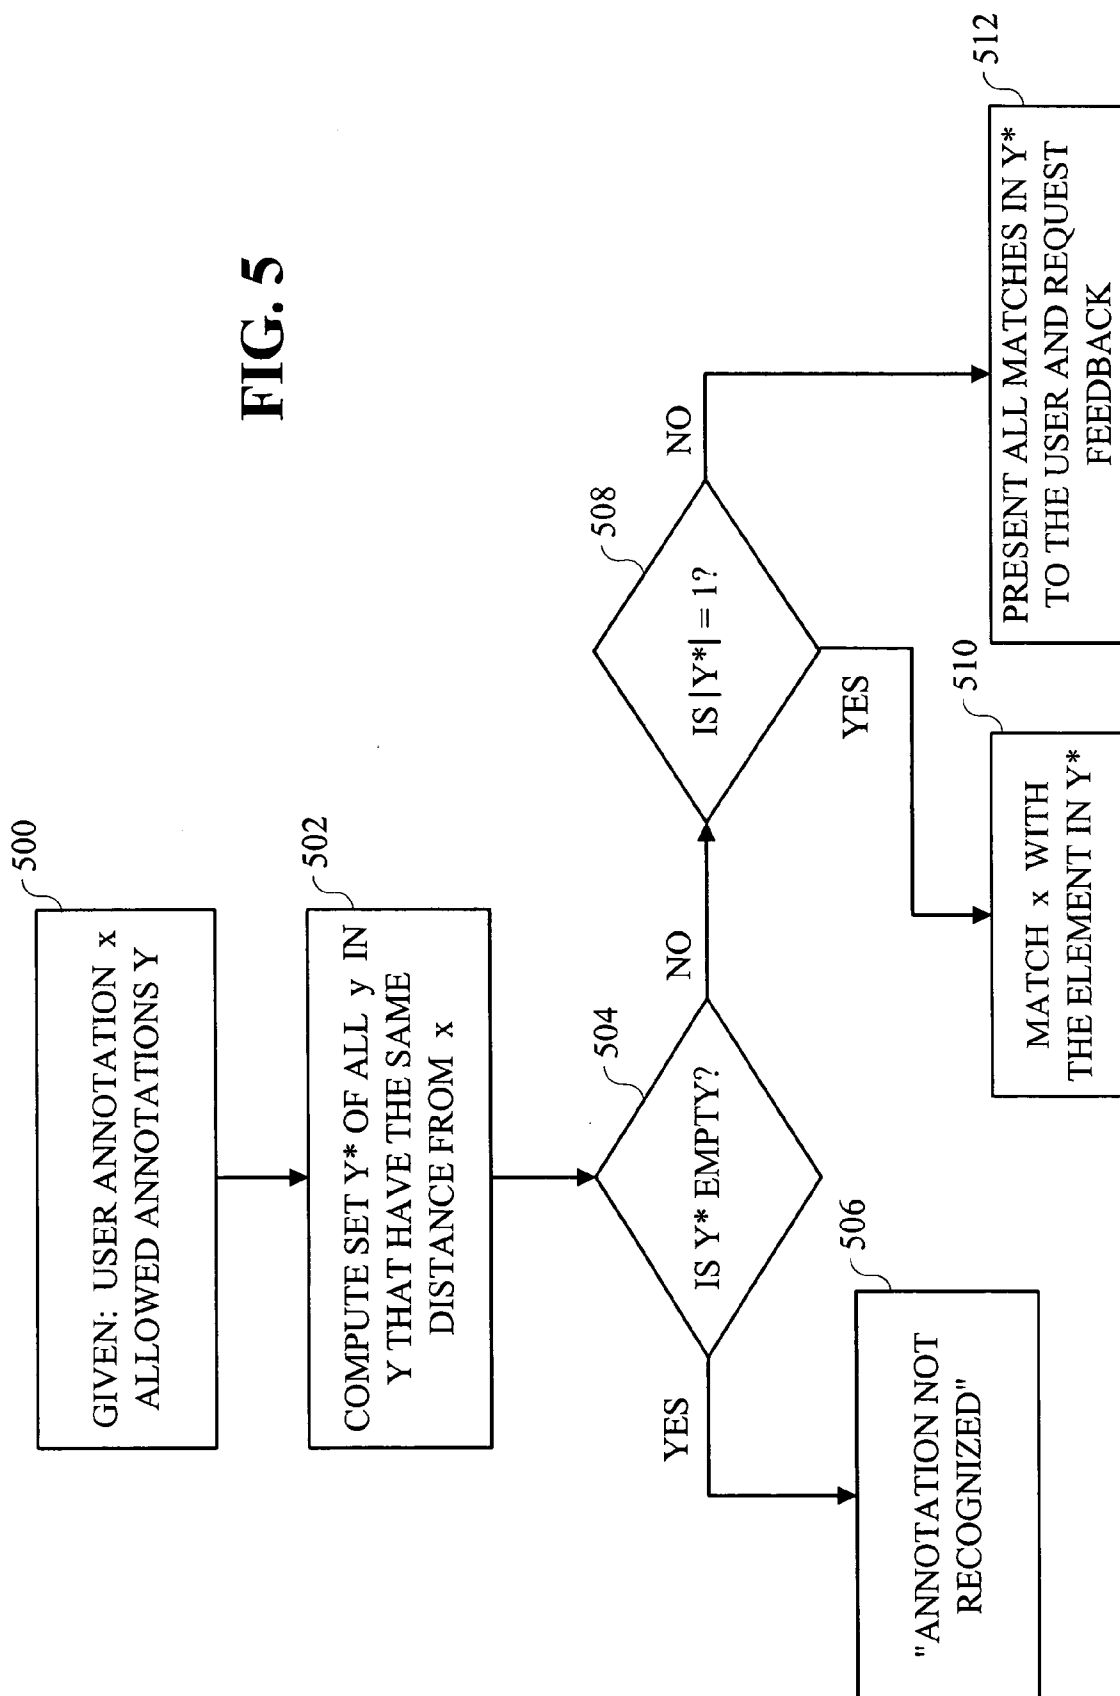 FIG. 5
500
GIVEN: USER ANNOTATION x
ALLOWED ANNOTATIONS Y
502
COMPUTE SET Y* OF ALL y IN
Y THAT HAVE THE SAME
DISTANCE FROM x
504
IS Y* EMPTY?
YES
NO
506
"ANNOTATION NOT
RECOGNIZED"
508
IS |Y*| = 1?
YES
NO
510
MATCH x WITH
THE ELEMENT IN Y*
512
PRESENT ALL MATCHES IN Y*
TO THE USER AND REQUEST
FEEDBACK